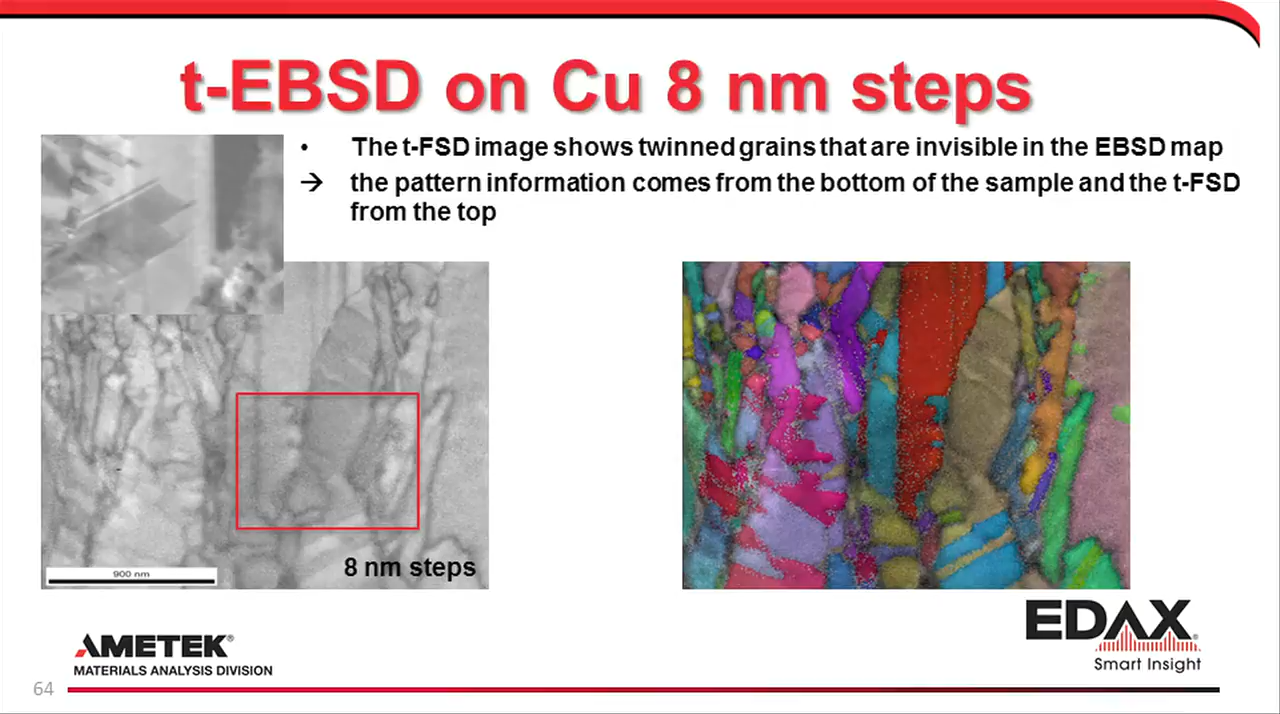 t-EBSD on Cu 8 nm steps
• The t-FSD image shows twinned grains that are invisible in the EBSD map
→ the pattern information comes from the bottom of the sample and the t-FSD
from the top
900 nm
8 nm steps
AMETEK®
MATERIALS ANALYSIS DIVISION
EDAX®
Smart Insight
64